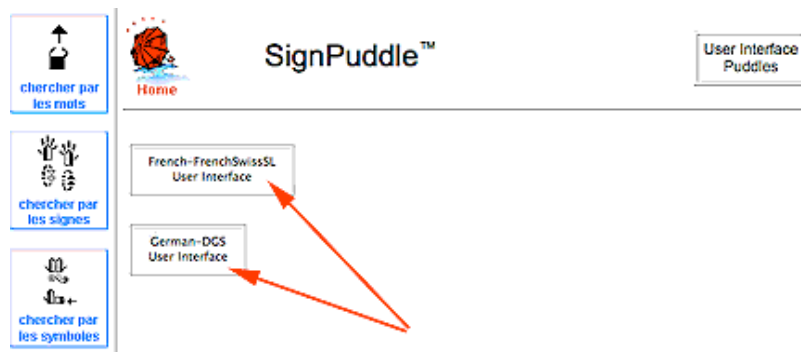 chercher par
les mots
Home
SignPuddle™
User Interface
Puddles
chercher par
les signes
French-FrenchSwissSL
User Interface
German-DGS
User Interface
chercher par
les symboles